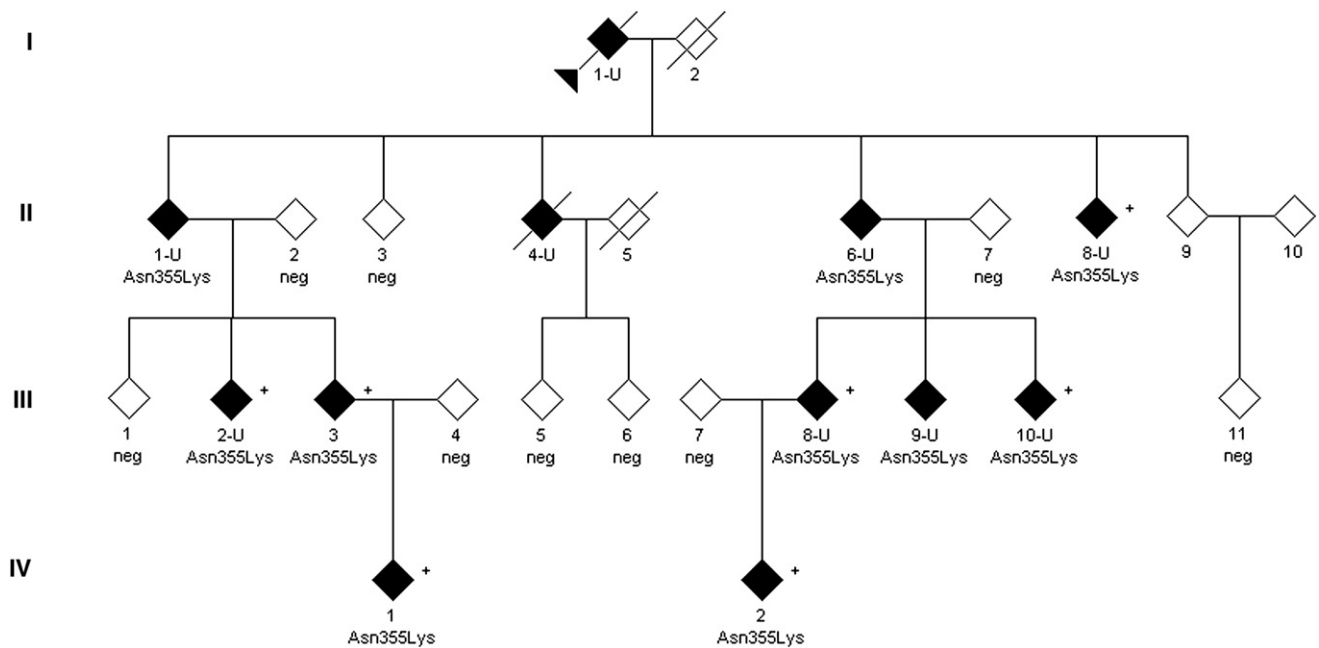 I
1-U 2
II
+
1-U 2 3 4-U 5 6-U 7 8-U 9 10
Asn355Lys neg neg Asn355Lys neg Asn355Lys
III
+ + + +
1 2-U 3 4 5 6 7 8-U 9-U 10-U 11
neg Asn355Lys Asn355Lys neg neg neg neg Asn355Lys Asn355Lys Asn355Lys neg
IV
+ +
1 2
Asn355Lys Asn355Lys